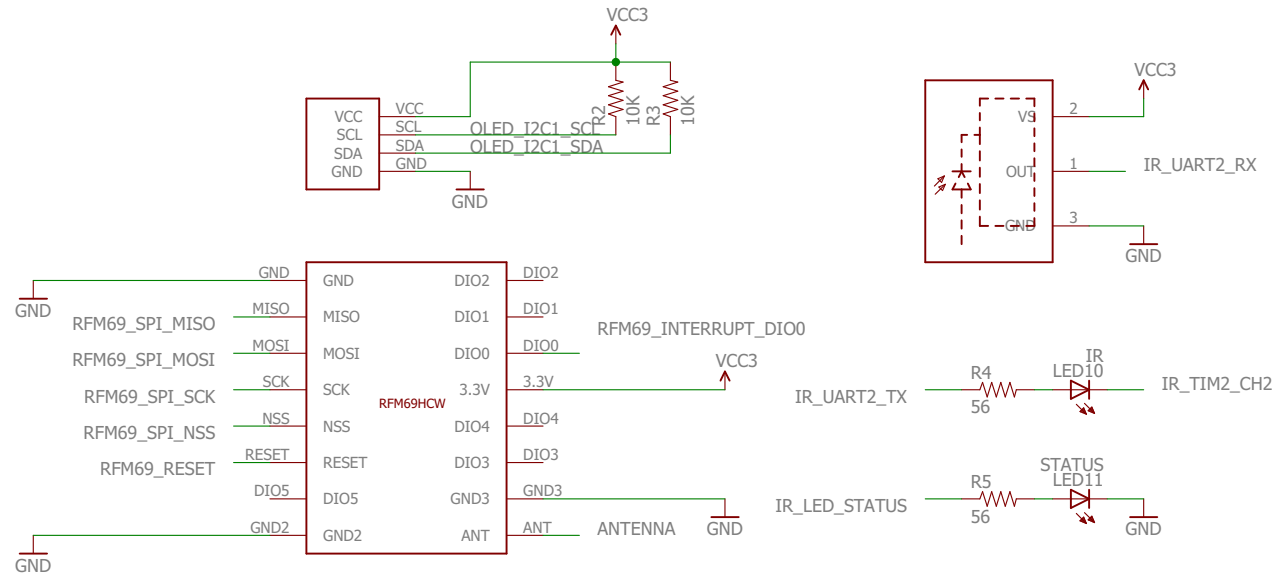 VCC3
VCC VCC
SCL SCL OLED_I2C1_SCL
SDA SDA OLED_I2C1_SDA
GND GND
GND
R2
10K
R3
10K
VCC3
VS 2
OUT 1 IR_UART2_RX
GND 3
GND
GND GND DIO2 DIO2
GND
RFM69_SPI_MISO MISO MISO DIO1 DIO1
RFM69_SPI_MOSI MOSI MOSI DIO0 DIO0 RFM69_INTERRUPT_DIO0
RFM69_SPI_SCK SCK SCK 3.3V 3.3V VCC3
RFM69HCW
RFM69_SPI_NSS NSS NSS DIO4 DIO4
RFM69_RESET RESET RESET DIO3 DIO3
DIO5 DIO5 GND3 GND3
GND
GND2 GND2 ANT ANT ANTENNA
GND
IR
LED10
IR_UART2_TX R4 IR_TIM2_CH2
56
STATUS
LED11
IR_LED_STATUS R5
56
GND